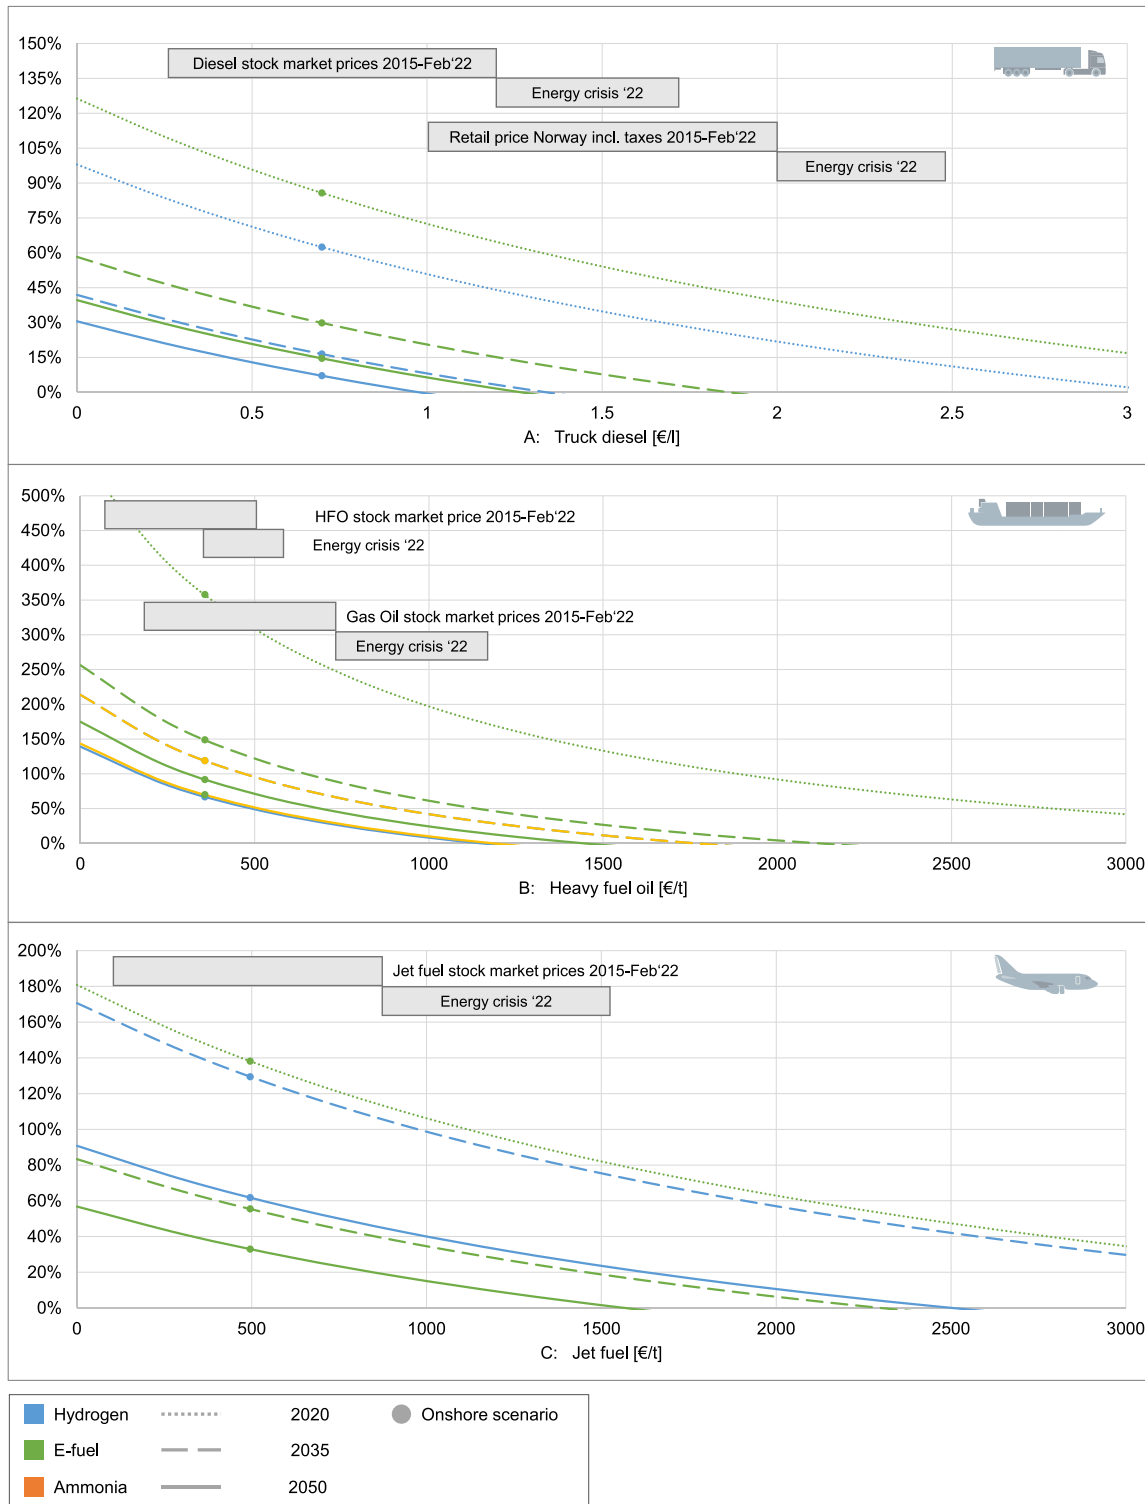 150%
Diesel stock market prices 2015-Feb‘22
135%
Energy crisis ‘22
120%
Retail price Norway incl. taxes 2015-Feb‘22
105%
Energy crisis ‘22
90%
75%
60%
45%
30%
15%
0%
0 0.5 1 1.5 2 2.5 3
A: Truck diesel [€/l]
500%
HFO stock market price 2015-Feb‘22
450%
Energy crisis ‘22
400%
350%
Gas Oil stock market prices 2015-Feb‘22
300%
Energy crisis ‘22
250%
200%
150%
100%
50%
0%
0 500 1000 1500 2000 2500 3000
B: Heavy fuel oil [€/t]
200%
Jet fuel stock market prices 2015-Feb‘22
180%
Energy crisis ‘22
160%
140%
120%
100%
80%
60%
40%
20%
0%
0 500 1000 1500 2000 2500 3000
C: Jet fuel [€/t]
Hydrogen 2020 Onshore scenario
E-fuel 2035
Ammonia 2050